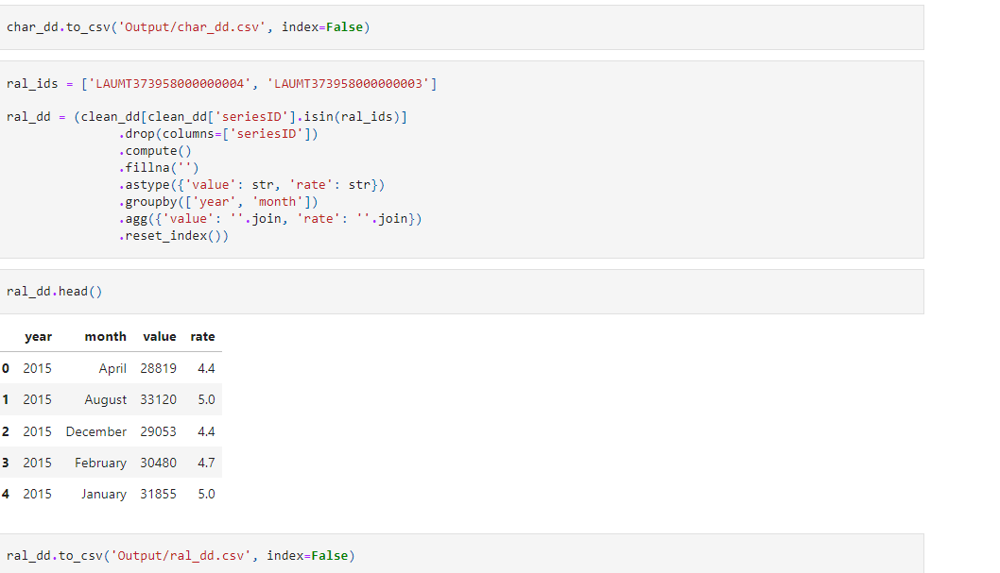 char_dd.to_csv('Output/char_dd.csv', index=False)
ral_ids = ['LAUMT373958000000004', 'LAUMT373958000000003']
ral_dd = (clean_dd[clean_dd['seriesID'].isin(ral_ids)]
.drop(columns=['seriesID'])
.compute()
.fillna('')
.astype({'value': str, 'rate': str})
.groupby(['year', 'month'])
.agg({'value': ''.join, 'rate': ''.join})
.reset_index())
ral_dd.head()
year month value rate
0 2015 April 28819 4.4
1 2015 August 33120 5.0
2 2015 December 29053 4.4
3 2015 February 30480 4.7
4 2015 January 31855 5.0
ral_dd.to_csv('Output/ral_dd.csv', index=False)